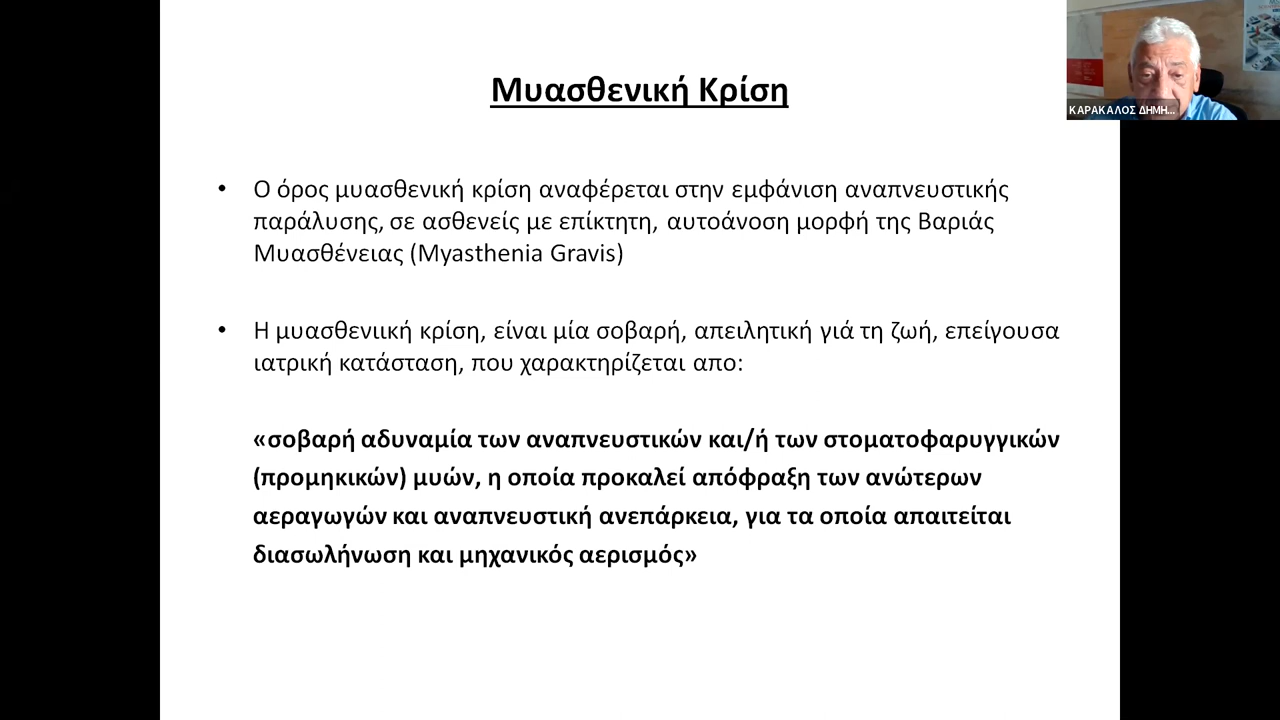 Μυασθενική Κρίση
ΚΑΡΑΚΑΛΟΣ ΔΗΜΗ...
• Ο όρος μυασθενική κρίση αναφέρεται στην εμφάνιση αναπνευστικής
παράλυσης, σε ασθενείς με επίκτητη, αυτοάνοση μορφή της Βαριάς
Μυασθένειας (Myasthenia Gravis)
• Η μυασθενιική κρίση, είναι μία σοβαρή, απειλητική γιά τη ζωή, επείγουσα
ιατρική κατάσταση, που χαρακτηρίζεται απο:
«σοβαρή αδυναμία των αναπνευστικών και/ή των στοματοφαρυγγικών
(προμηκικών) μυών, η οποία προκαλεί απόφραξη των ανώτερων
αεραγωγών και αναπνευστική ανεπάρκεια, για τα οποία απαιτείται
διασωλήνωση και μηχανικός αερισμός»